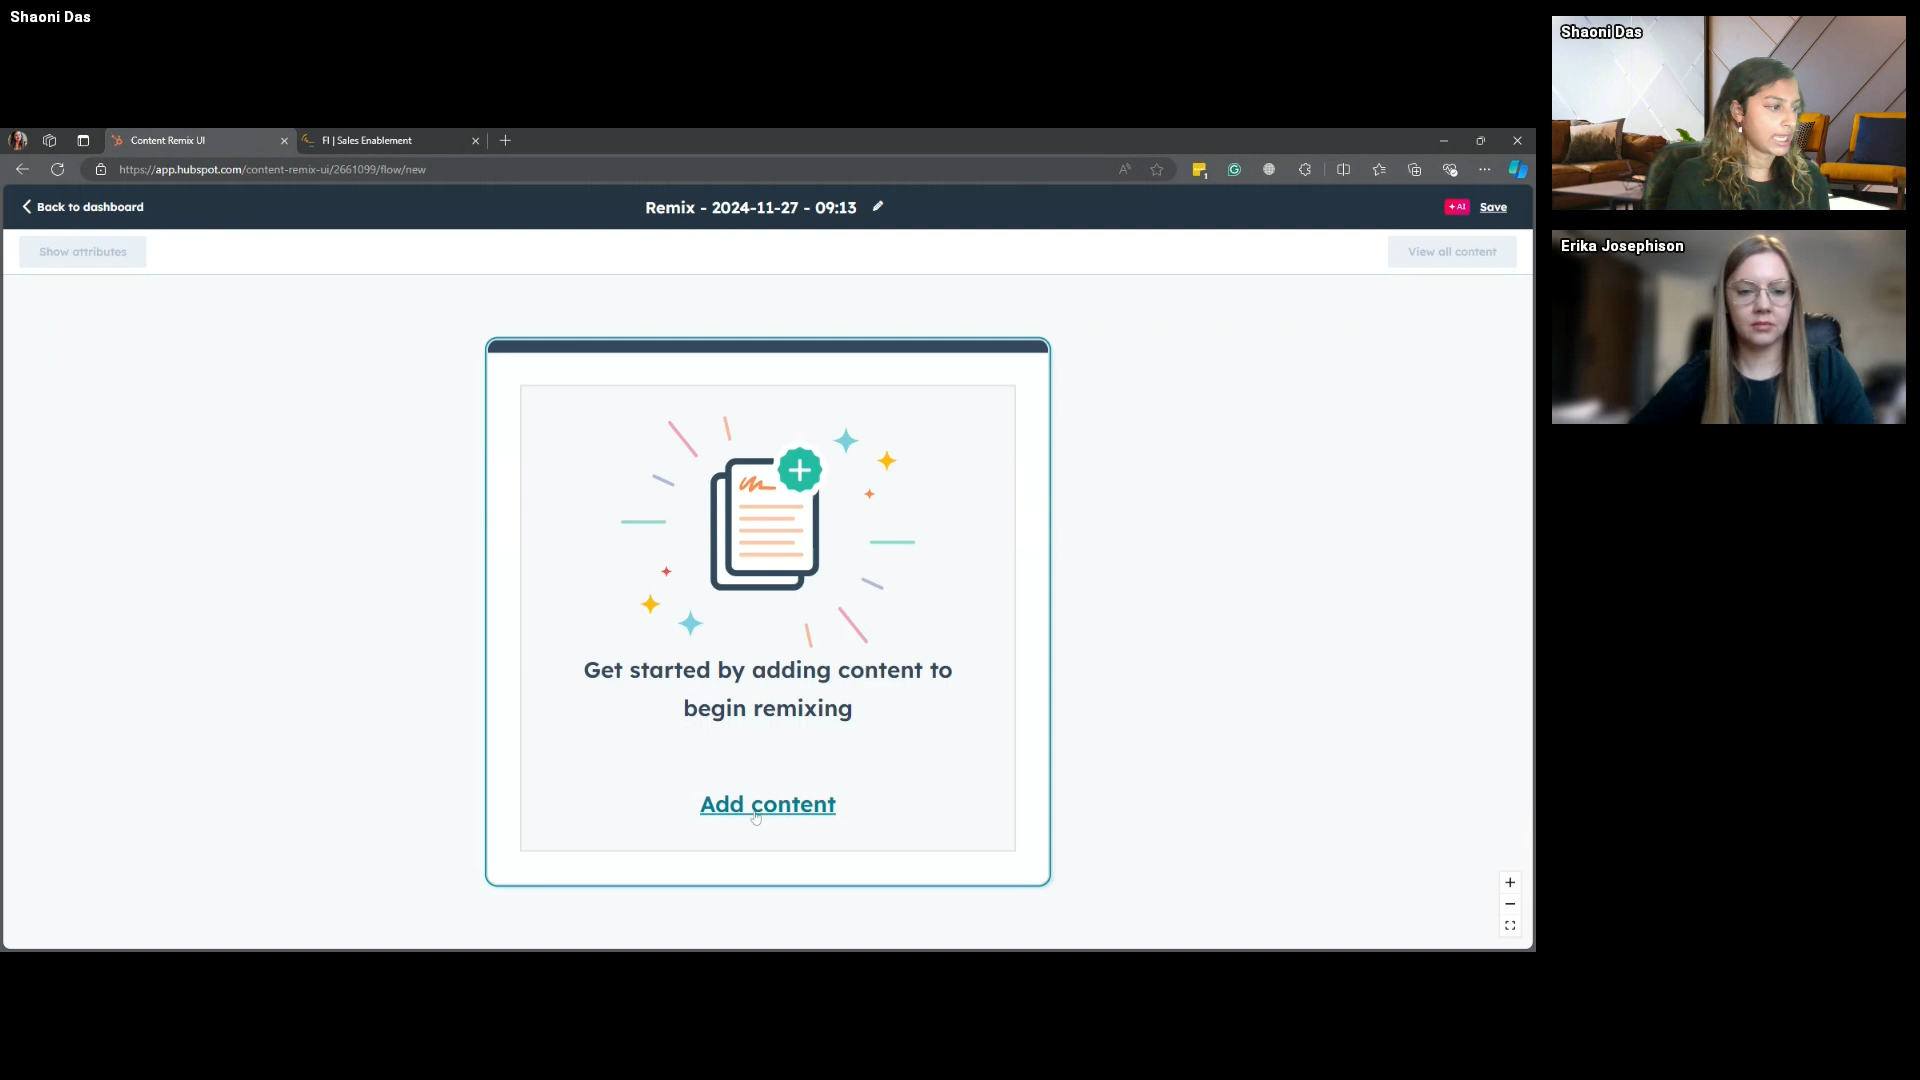 Shaoni Das
Content Remix UI
FI | Sales Enablement
https://app.hubspot.com/content-remix-ui/2661099/flow/new
Back to dashboard
Remix - 2024-11-27 - 09:13
AI
Save
Show attributes
View all content
Get started by adding content to
begin remixing
Add content
Shaoni Das
Erika Josephison